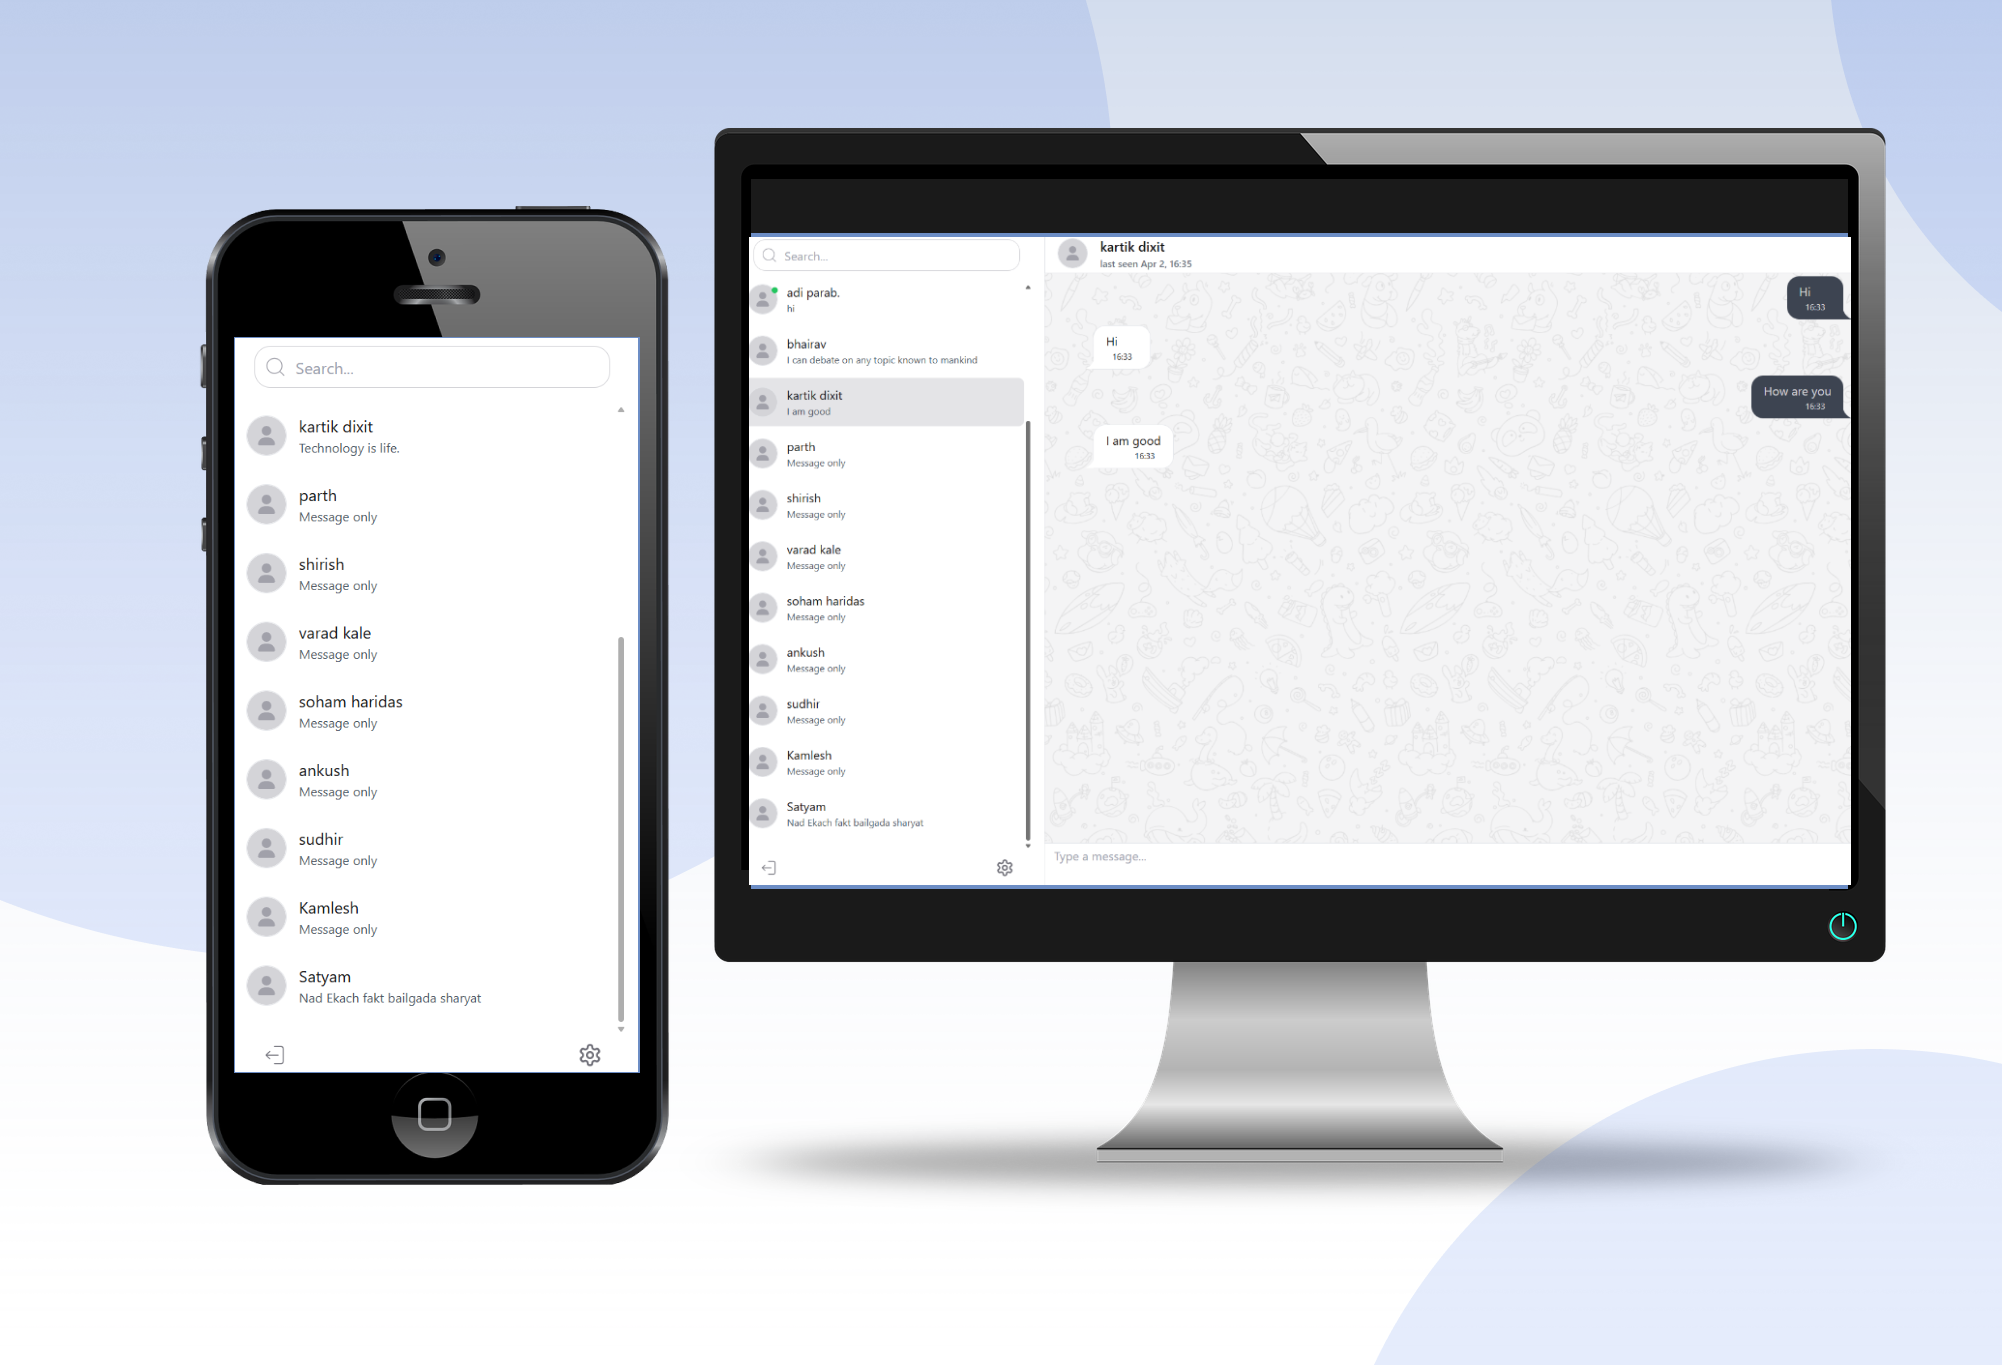 Search...
kartik dixit
Technology is life.
parth
Message only
shirish
Message only
varad kale
Message only
soham haridas
Message only
ankush
Message only
sudhir
Message only
Kamlesh
Message only
Satyam
Nad Ekach fakt bailgada sharyat
Search...
adi parab.
hi
bhairav
I can debate on any topic known to mankind
kartik dixit
I am good
parth
Message only
shirish
Message only
varad kale
Message only
soham haridas
Message only
ankush
Message only
sudhir
Message only
Kamlesh
Message only
Satyam
Nad Ekach fakt bailgada sharyat
kartik dixit
last seen Apr 2, 16:35
Hi
16:33
Hi
16:33
How are you
16:33
I am good
16:33
Type a message...